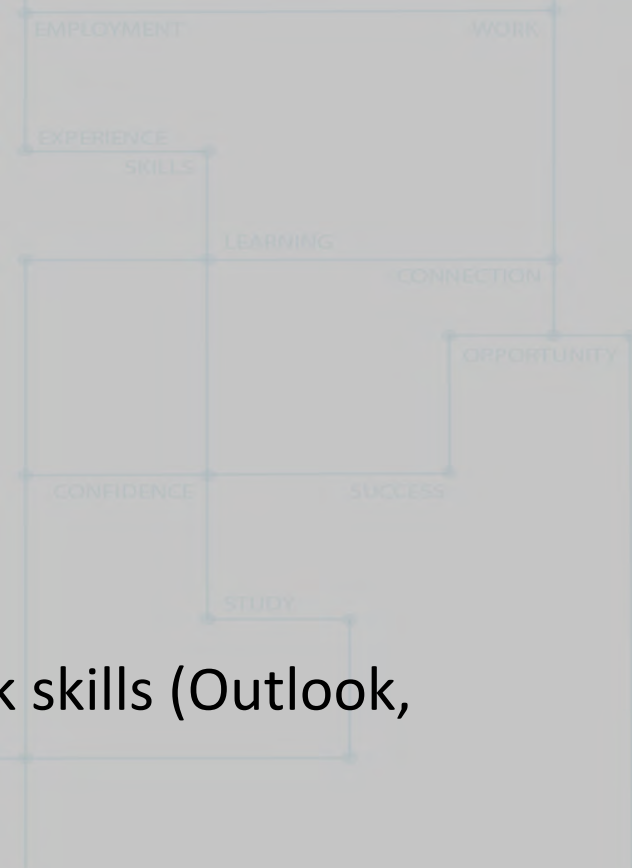 EMPLOYMENT WORK
EXPERIENCE
SKILLS
LEARNING
CONNECTION
OPPORTUNITY
CONFIDENCE SUCCESS
STUDY
k skills (Outlook,